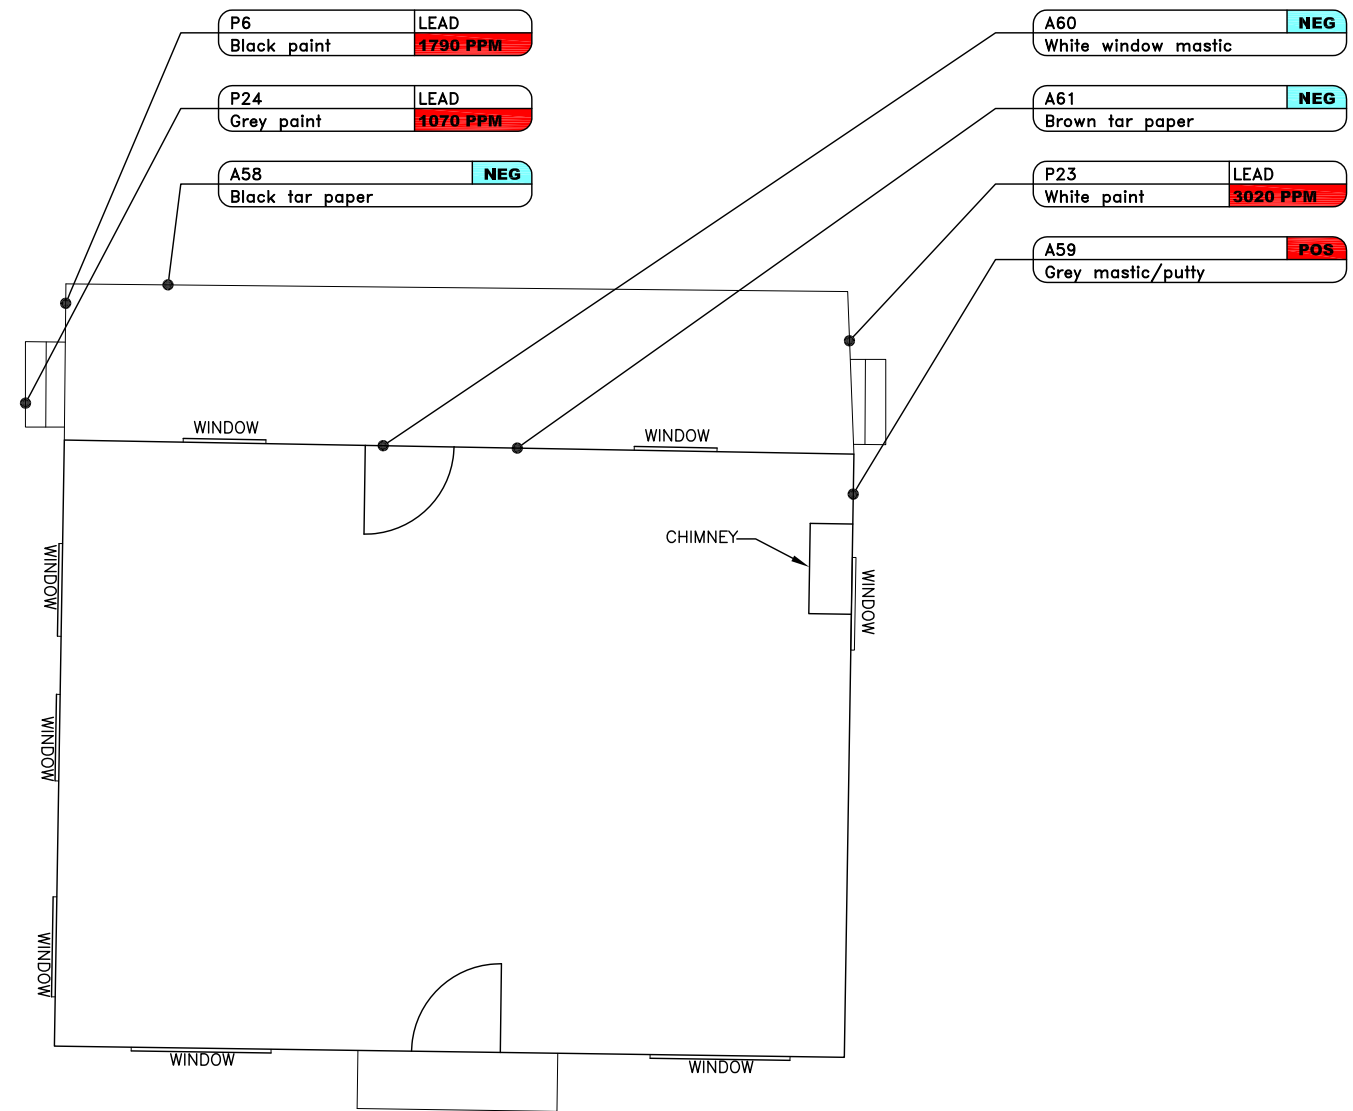 P6 LEAD
Black paint 1790 PPM
P24 LEAD
Grey paint 1070 PPM
A58 NEG
Black tar paper
A60 NEG
White window mastic
A61 NEG
Brown tar paper
P23 LEAD
White paint 3020 PPM
A59 POS
Grey mastic/putty
WINDOW
WINDOW
CHIMNEY
WINDOW
WINDOW
WINDOW
WINDOW
WINDOW
WINDOW